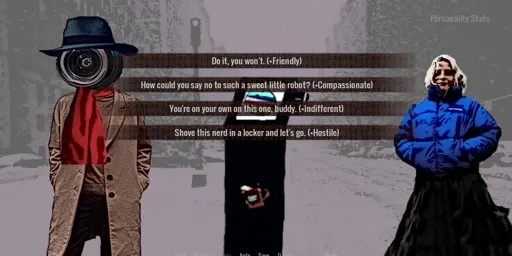 Personality Stats
Do it, you won't. (+Friendly)
How could you say no to such a sweet little robot? (+Compassionate)
You're on your own on this one, buddy. (+Indifferent)
Shove this nerd in a locker and let's go. (+Hostile)
Auto Save